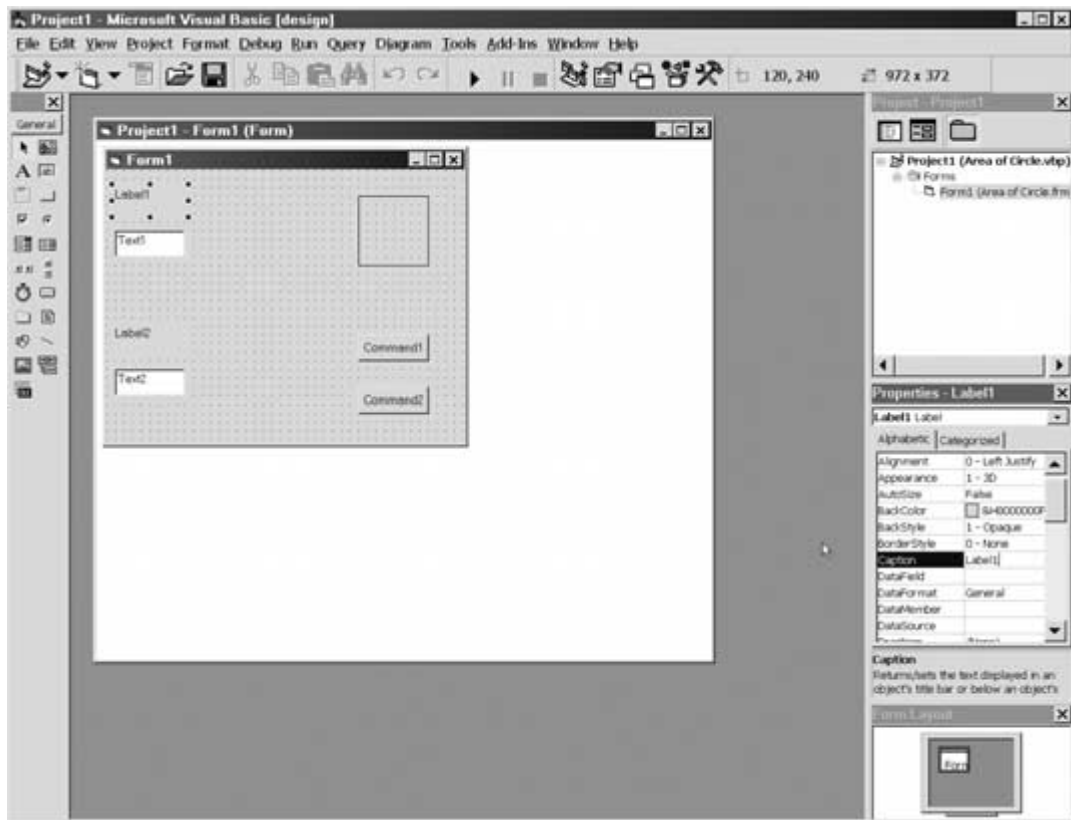 Project1 - Microsoft Visual Basic [design]
File Edit View Project Format Debug Run Query Diagram Tools Add-Ins Window Help
120, 240
972 x 372
General
Project1 - Form1 (Form)
Form1
Label1
Text1
Label2
Text2
Command1
Command2
Project - Project1
Project1 (Area of Circle.vbp)
Forms
Form1 (Area of Circle.frm
Properties - Label1
Label1 Label
Alphabetic Categorized
Alignment 0 - Left Justify
Appearance 1 - 3D
AutoSize False
BackColor &H8000000F
BackStyle 1 - Opaque
BorderStyle 0 - None
Caption Label1
DataField
DataFormat General
DataMember
DataSource
Caption
Returns/sets the text displayed in an
object's title bar or below an object's
Form Layout
Form